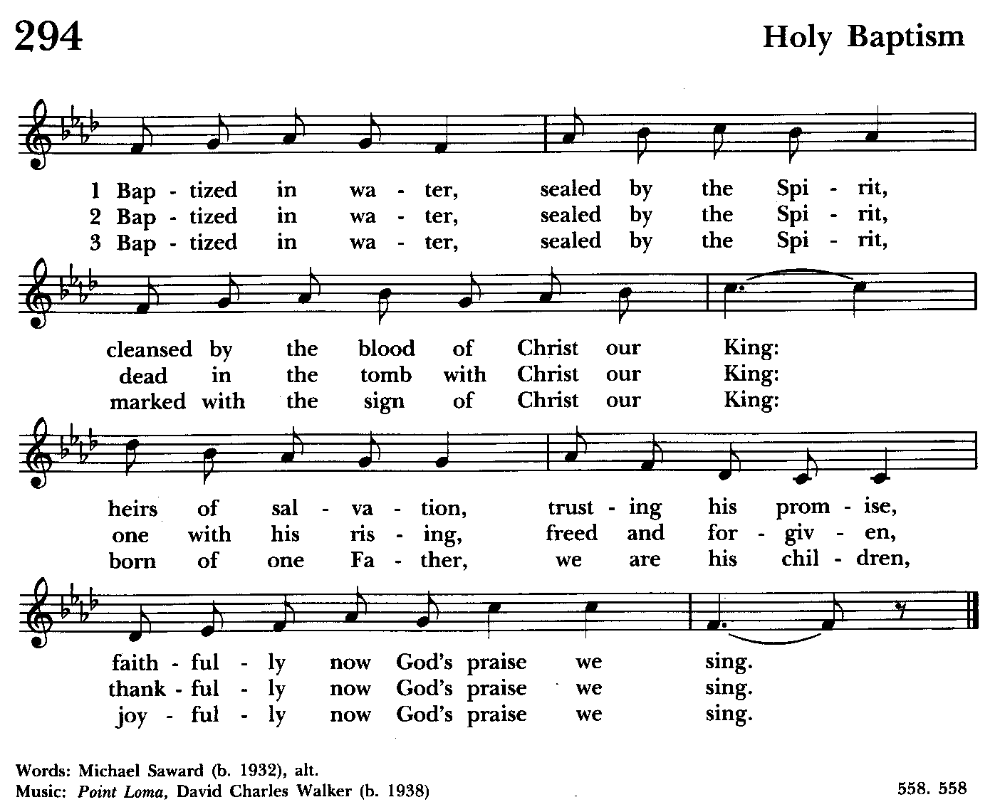 294 Holy Baptism
1 Bap - tized in wa - ter, sealed by the Spi - rit,
2 Bap - tized in wa - ter, sealed by the Spi - rit,
3 Bap - tized in wa - ter, sealed by the Spi - rit,
cleansed by the blood of Christ our King:
dead in the tomb with Christ our King:
marked with the sign of Christ our King:
heirs of sal - va - tion, trust - ing his prom - ise,
one with his ris - ing, freed and for - giv - en,
born of one Fa - ther, we are his chil - dren,
faith - ful - ly now God's praise we sing.
thank - ful - ly now God's praise we sing.
joy - ful - ly now God's praise we sing.
Words: Michael Saward (b. 1932), alt.
Music: Point Loma, David Charles Walker (b. 1938) 558. 558